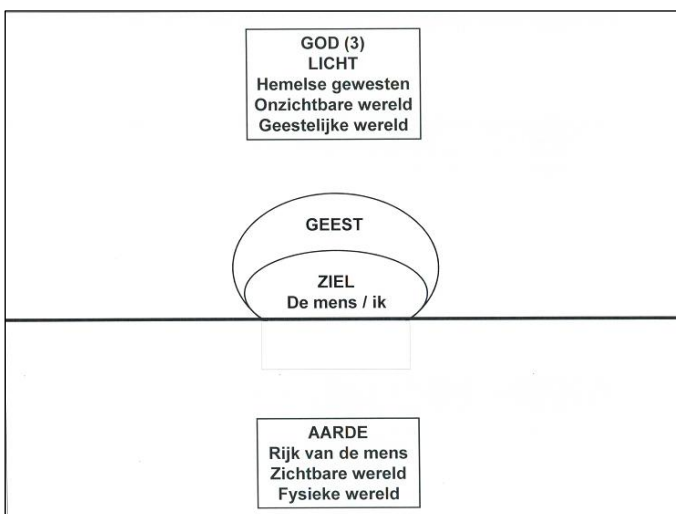 GOD (3)
LICHT
Hemelse gewesten
Onzichtbare wereld
Geestelijke wereld
GEEST
ZIEL
De mens / ik
AARDE
Rijk van de mens
Zichtbare wereld
Fysieke wereld